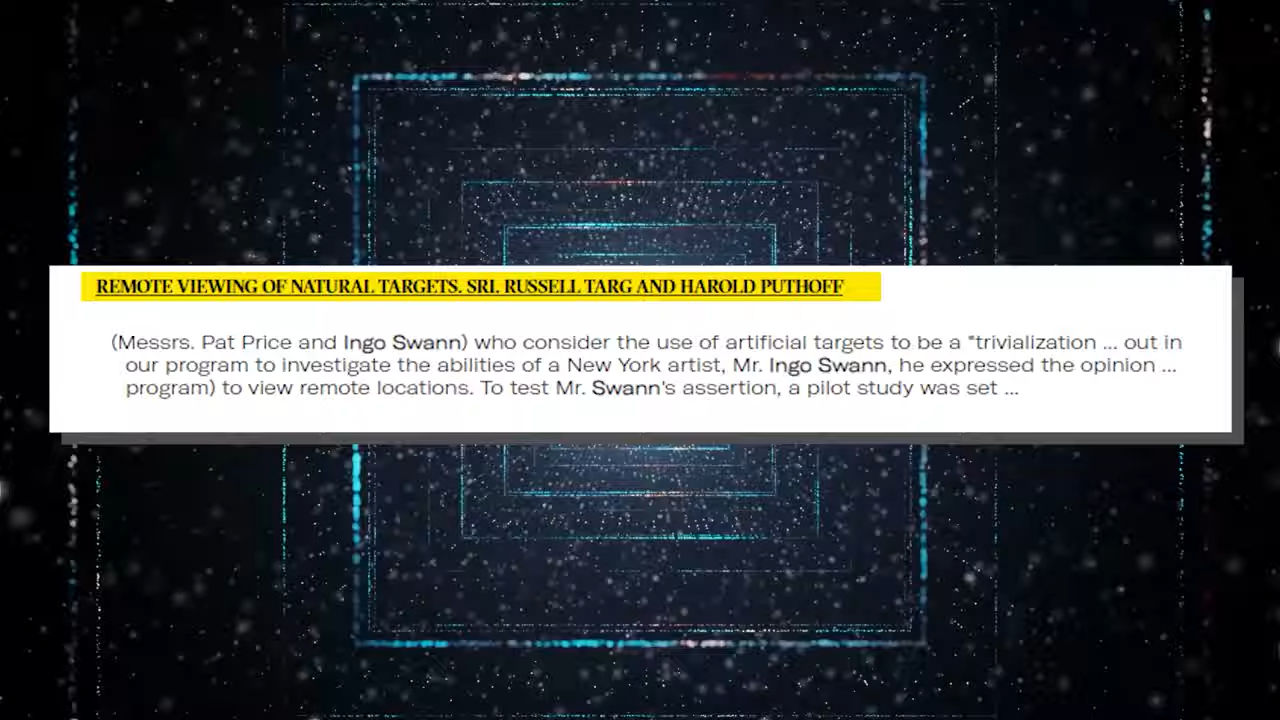 REMOTE VIEWING OF NATURAL TARGETS. SRI. RUSSELL TARG AND HAROLD PUTHOFF
(Messrs. Pat Price and Ingo Swann) who consider the use of artificial targets to be a "trivialization ... out in
our program to investigate the abilities of a New York artist, Mr. Ingo Swann, he expressed the opinion ...
program) to view remote locations. To test Mr. Swann's assertion, a pilot study was set ...